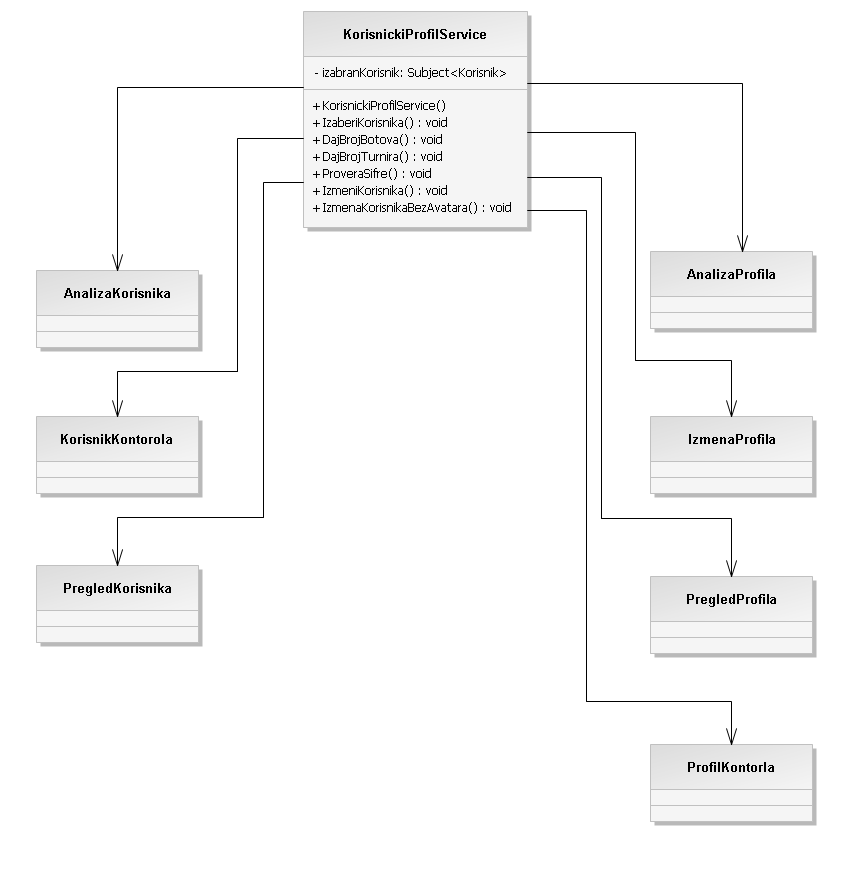 KorisnickiProfilService
- izabranKorisnik: Subject<Korisnik>
+ KorisnickiProfilService()
+ IzaberiKorisnika() : void
+ DajBrojBotova() : void
+ DajBrojTurnira() : void
+ ProveraSifre() : void
+ IzmeniKorisnika() : void
+ IzmenaKorisnikaBezAvatara() : void
AnalizaKorisnika
KorisnikKontorola
PregledKorisnika
AnalizaProfila
IzmenaProfila
PregledProfila
ProfilKontorla